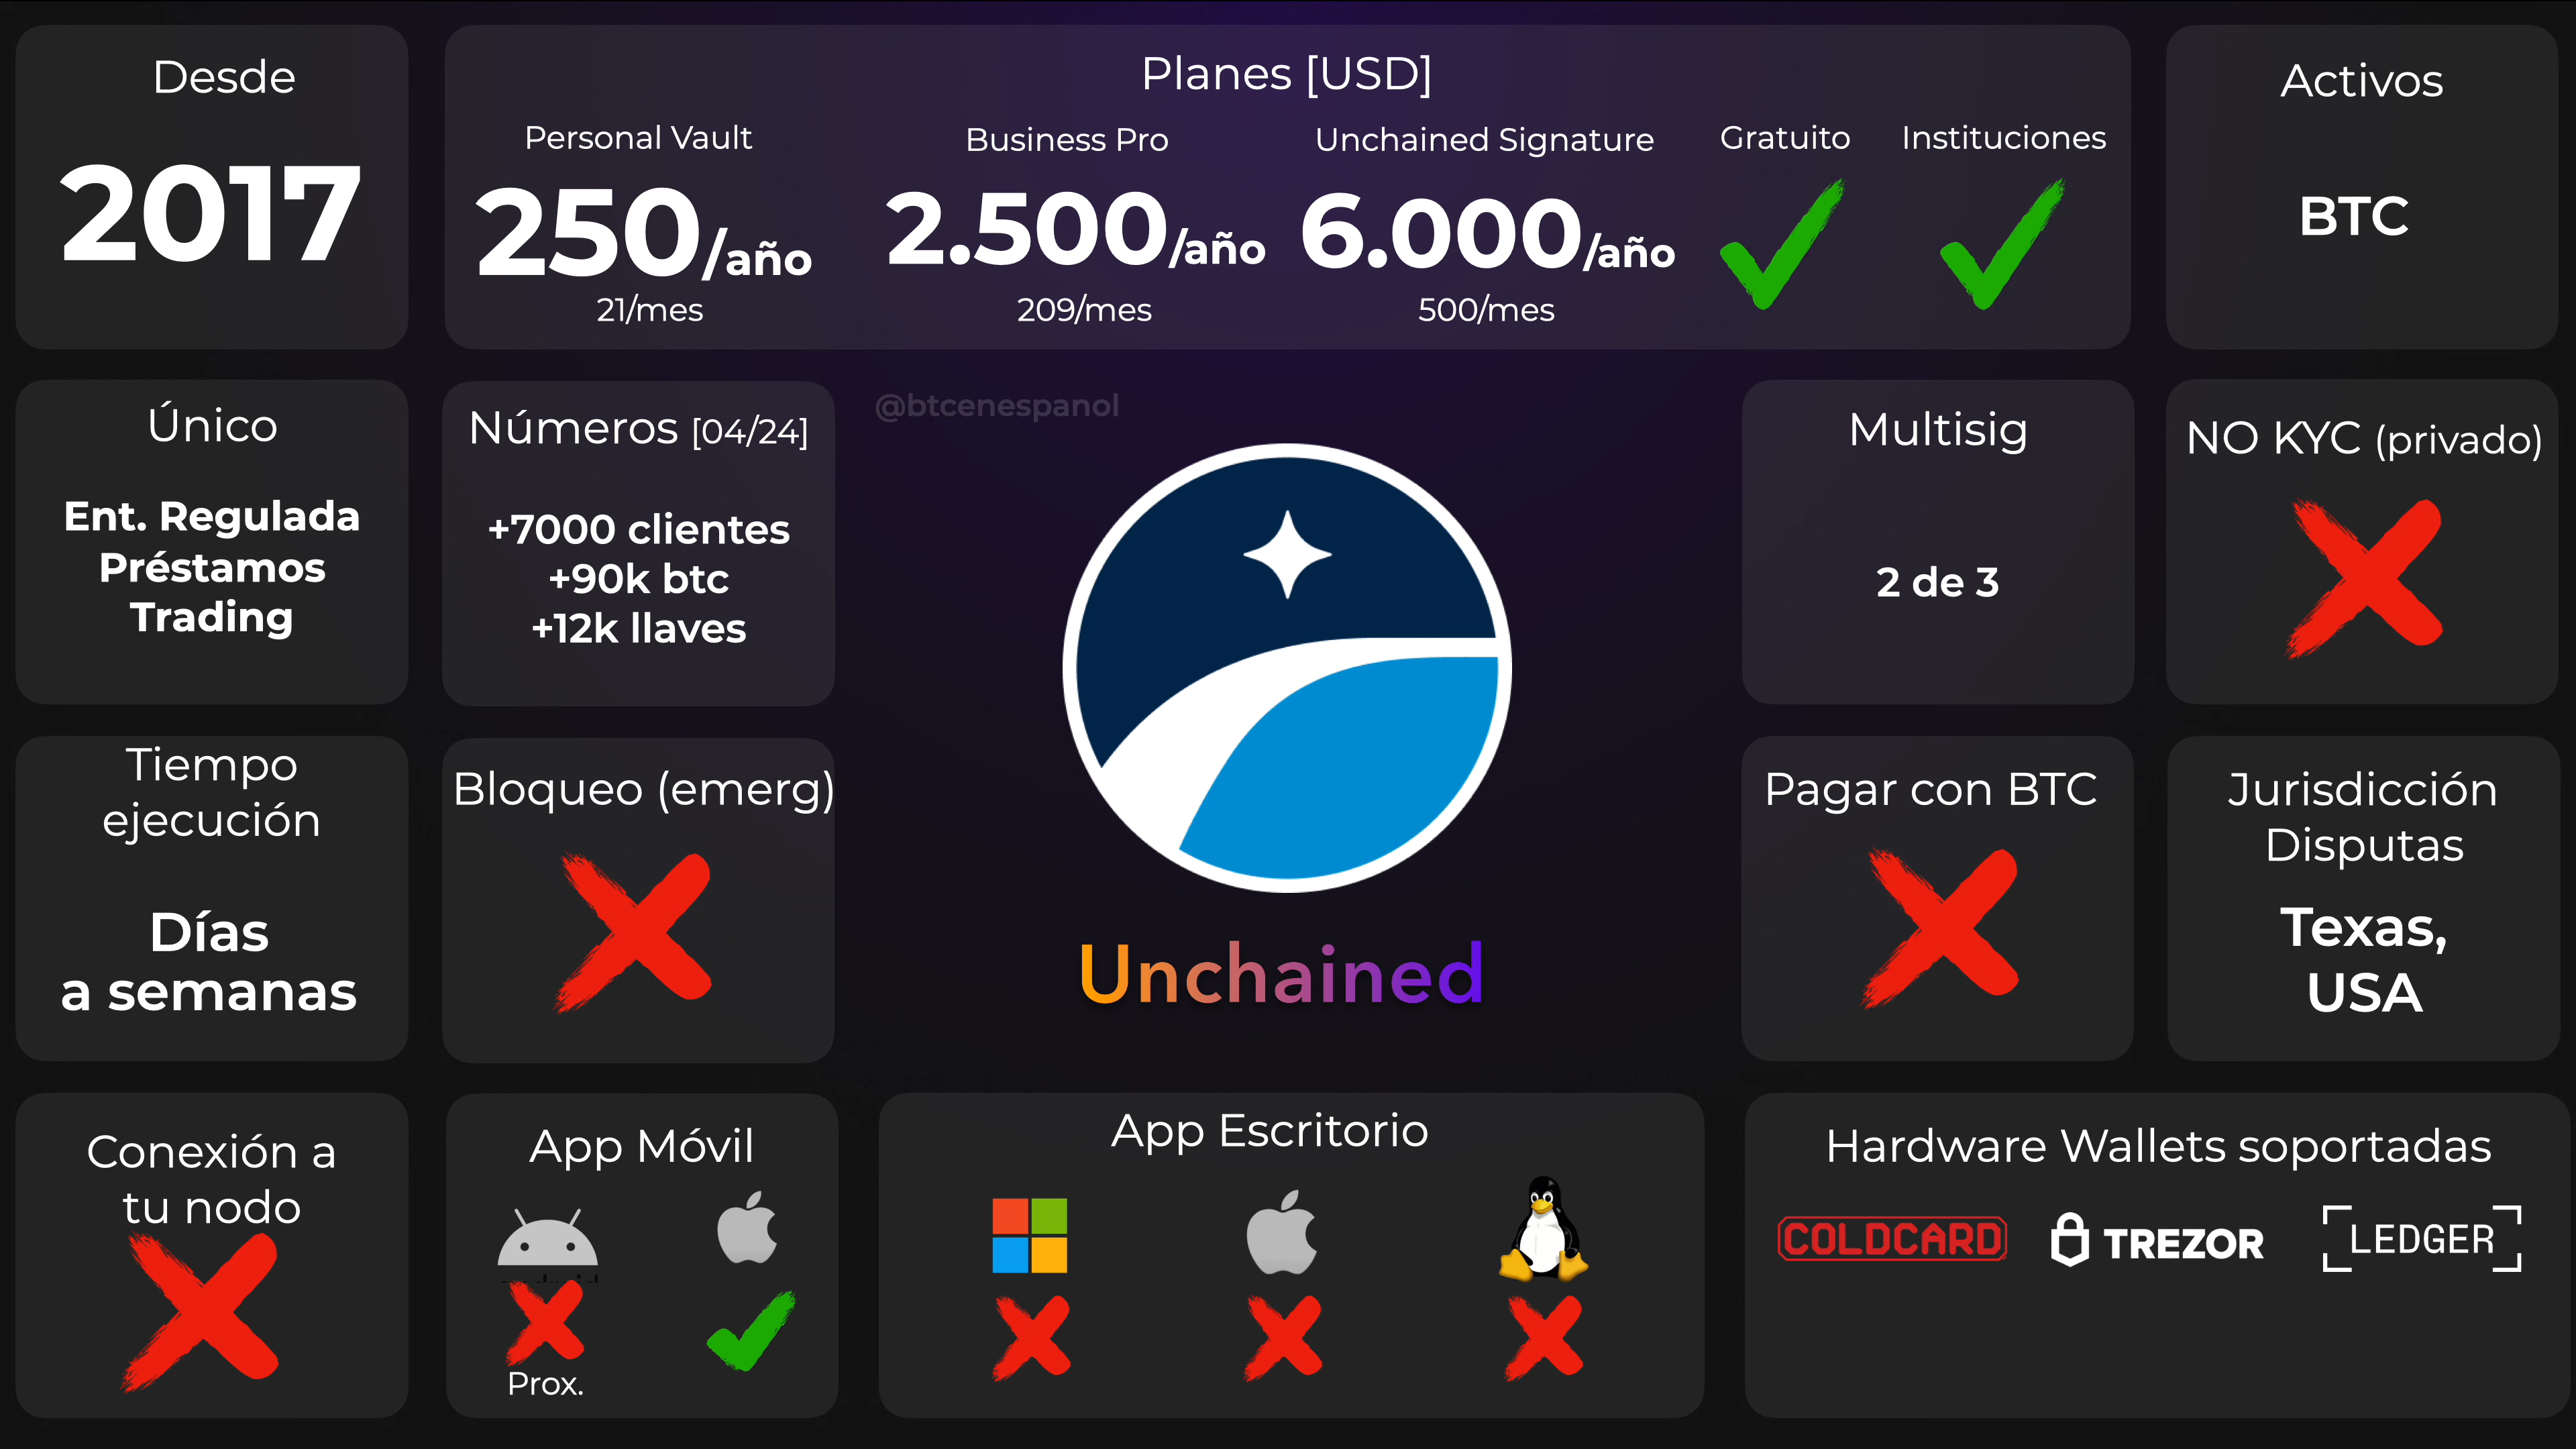 Desde
2017
Planes [USD]
Personal Vault
250/año
21/mes
Business Pro
2.500/año
209/mes
Unchained Signature
6.000/año
500/mes
Gratuito
Instituciones
Activos
BTC
Único
Ent. Regulada
Préstamos
Trading
Números [04/24]
+7000 clientes
+90k btc
+12k llaves
@btcenespanol
Unchained
Multisig
2 de 3
NO KYC (privado)
Tiempo
ejecución
Días
a semanas
Bloqueo (emerg)
Pagar con BTC
Jurisdicción
Disputas
Texas,
USA
Conexión a
tu nodo
App Móvil
Prox.
App Escritorio
Hardware Wallets soportadas
COLDCARD
TREZOR
LEDGER